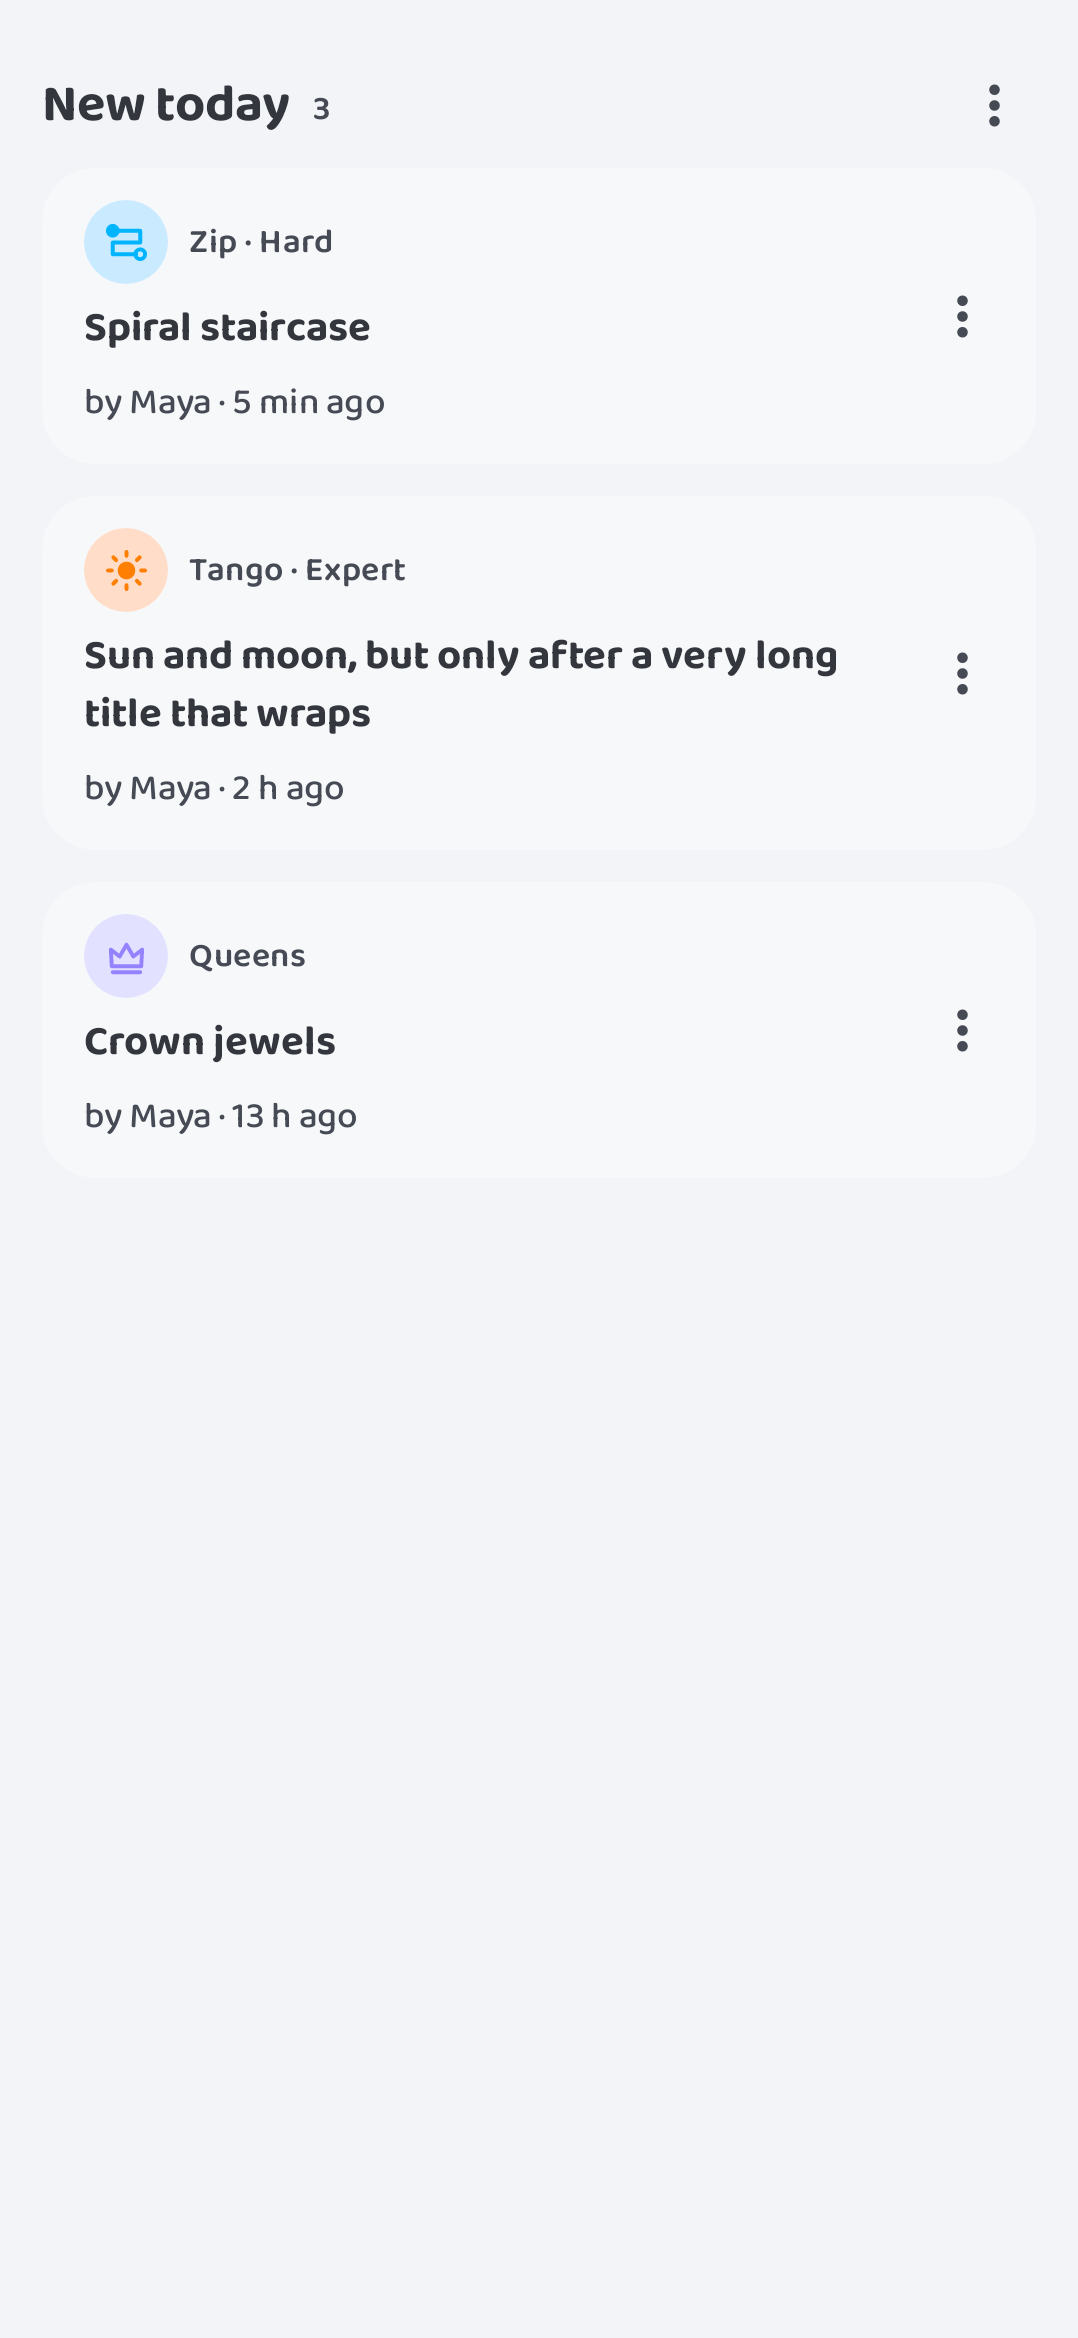 New today 3
Zip · Hard
Spiral staircase
by Maya · 5 min ago
Tango · Expert
Sun and moon, but only after a very long
title that wraps
by Maya · 2 h ago
Queens
Crown jewels
by Maya · 13 h ago